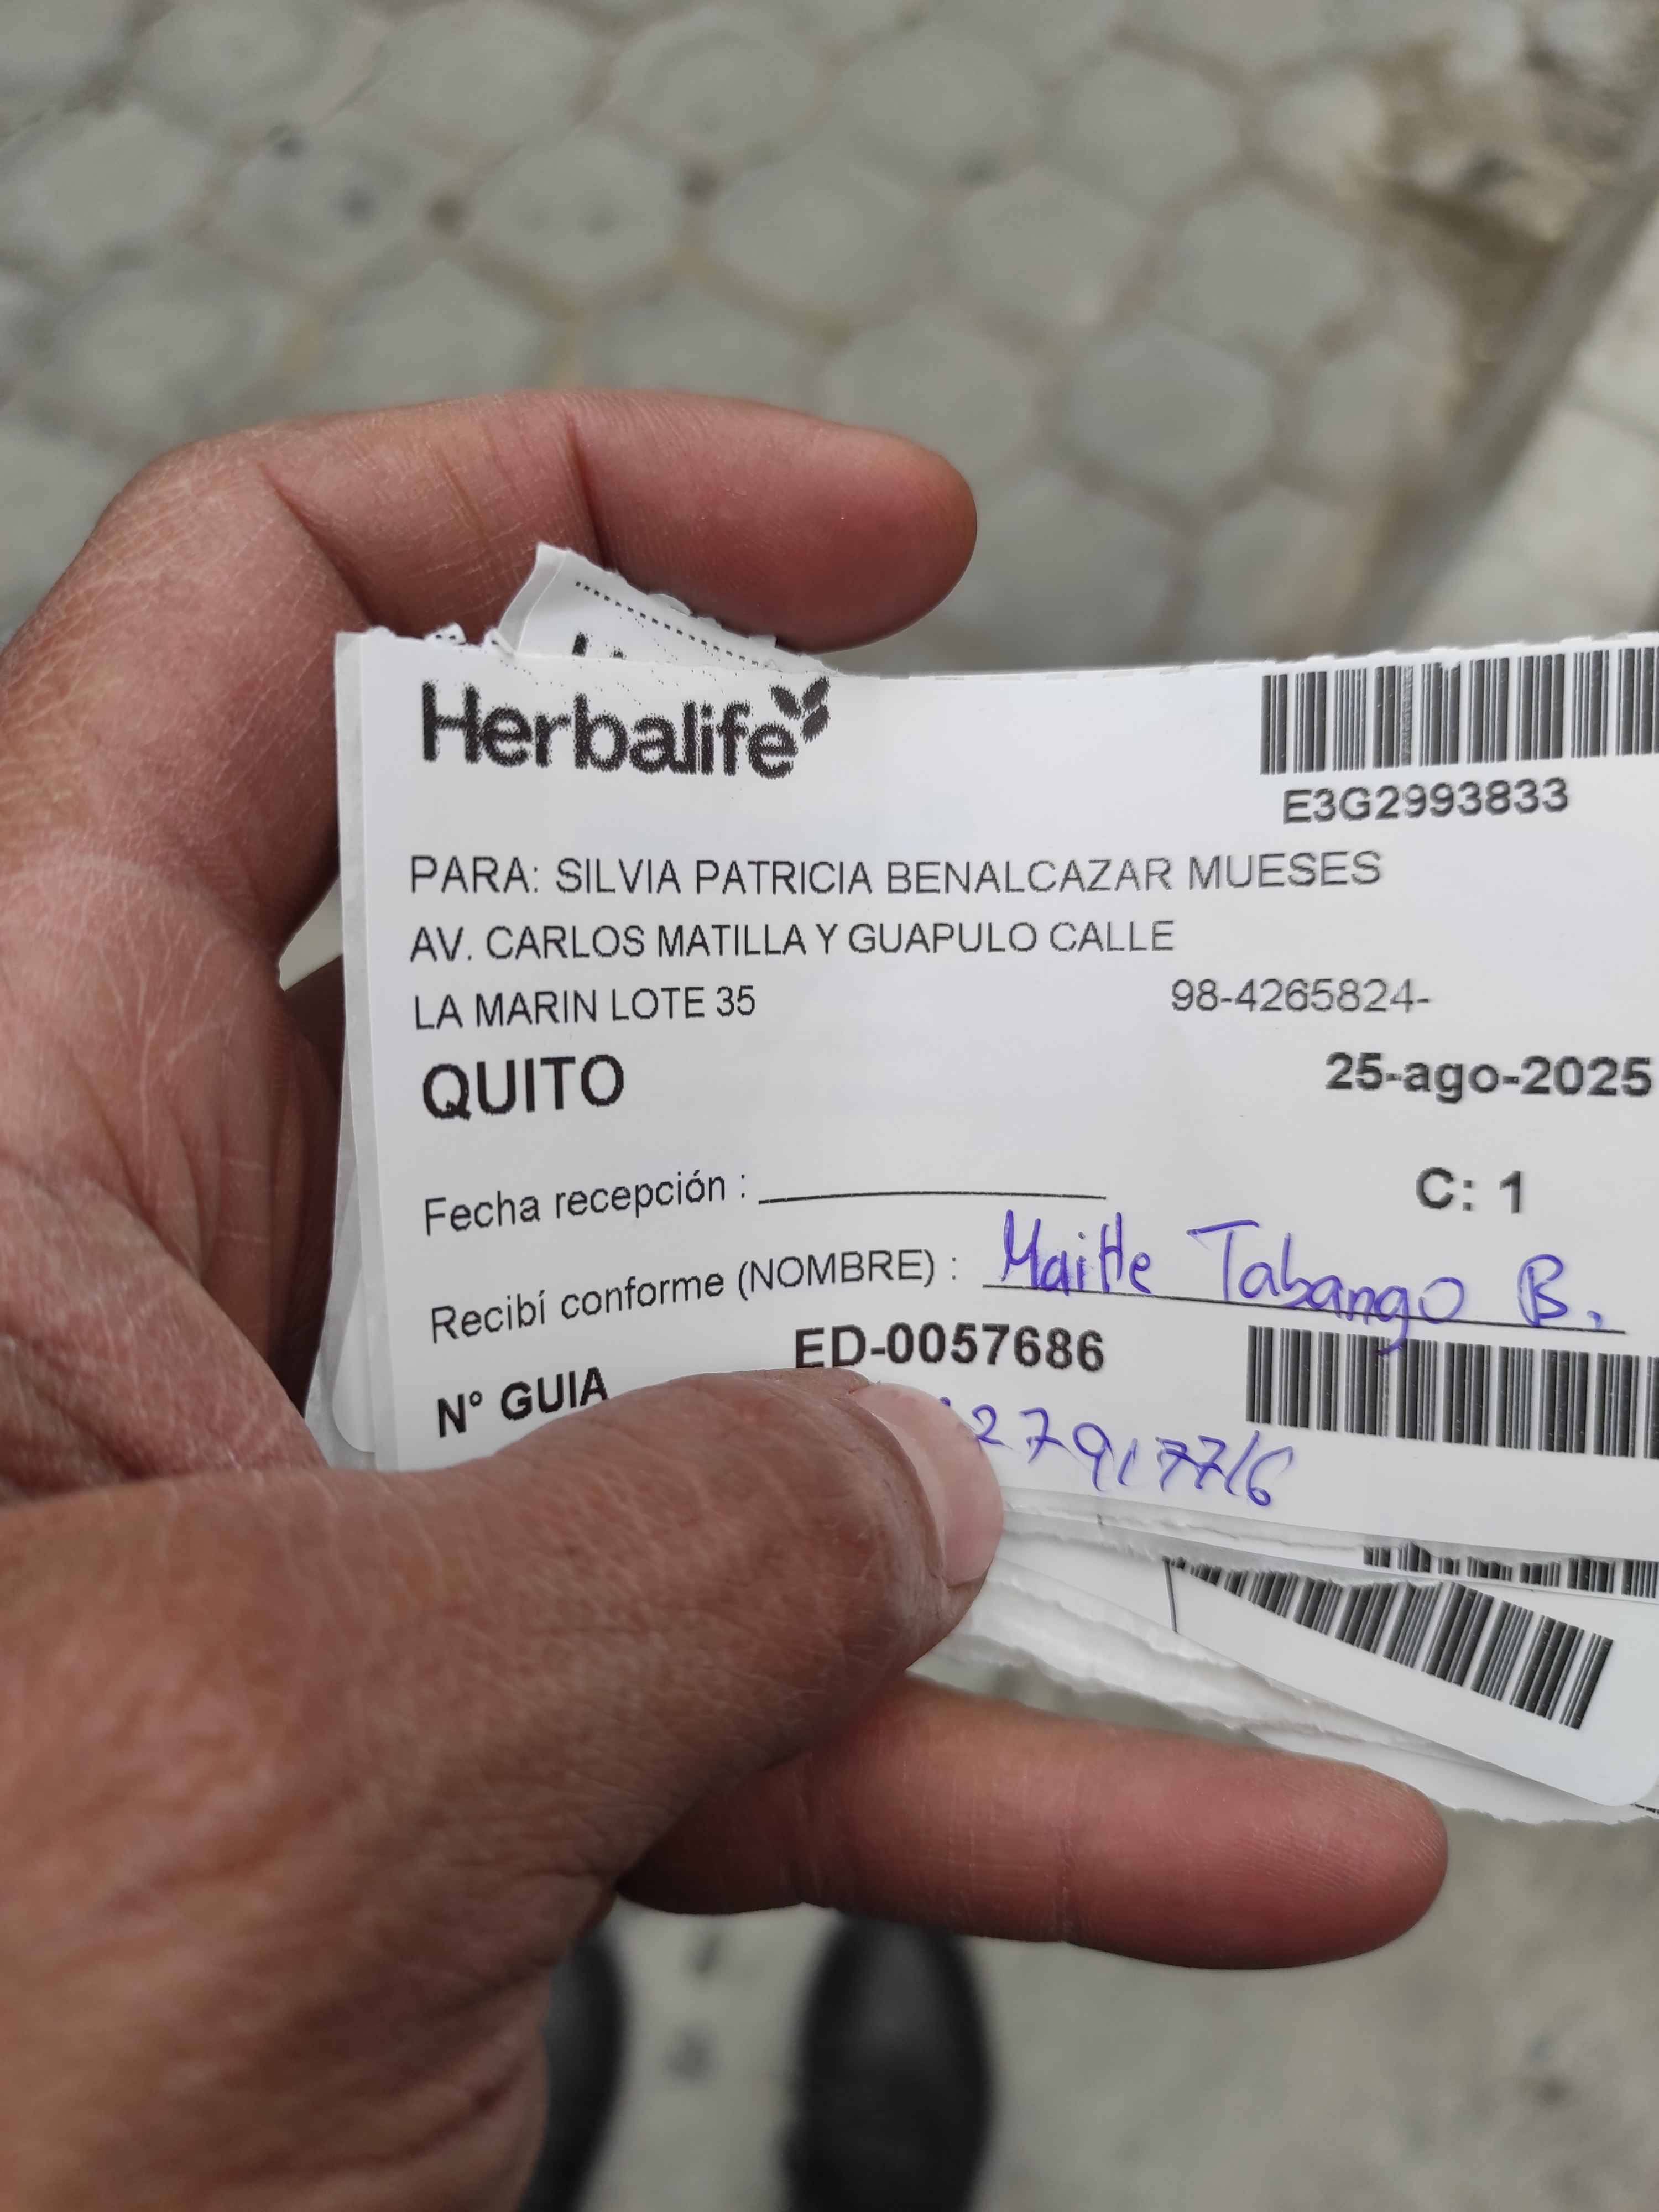 Herbalife
E3G2993833
PARA: SILVIA PATRICIA BENALCAZAR MUESES
AV. CARLOS MATILLA Y GUAPULO CALLE
LA MARIN LOTE 35 98-4265824-
QUITO
25-ago-2025
Fecha recepción :
C: 1
Recibí conforme (NOMBRE) : Maitte Tabango B.
N° GUIA ED-0057686